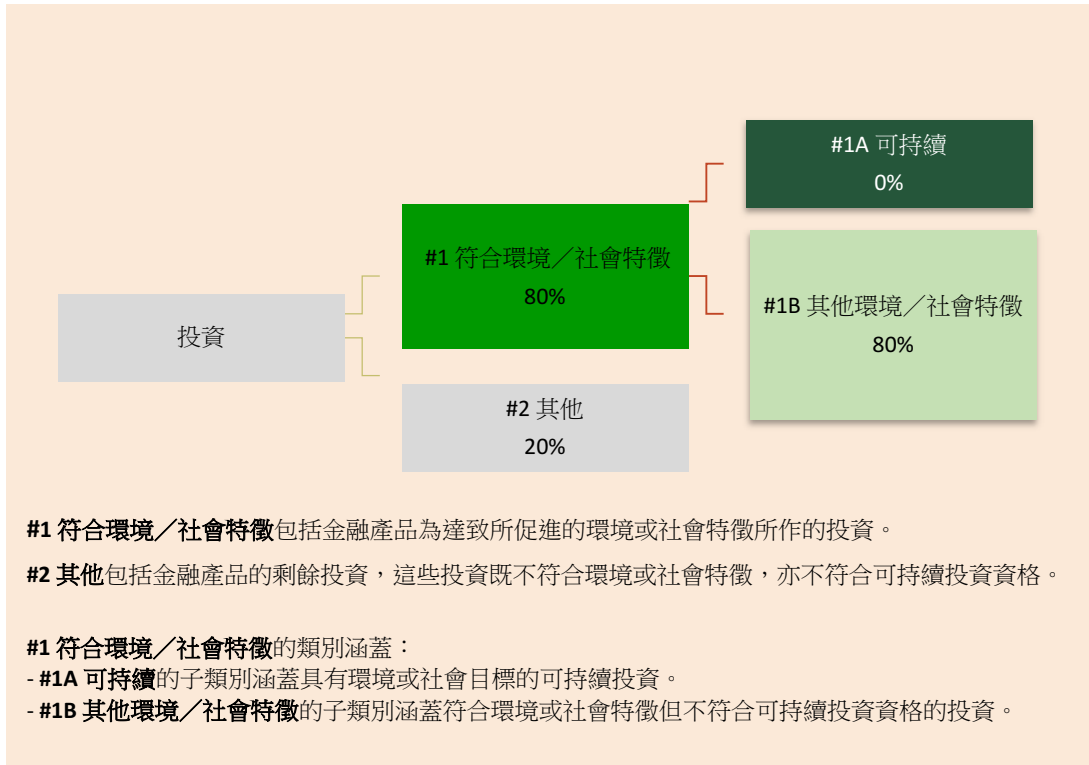 #1A 可持續
0%
#1 符合環境／社會特徵
80%
#1B 其他環境／社會特徵
80%
投資
#2 其他
20%
#1 符合環境／社會特徵包括金融產品為達致所促進的環境或社會特徵所作的投資。
#2 其他包括金融產品的剩餘投資，這些投資既不符合環境或社會特徵，亦不符合可持續投資資格。
#1 符合環境／社會特徵的類別涵蓋：
- #1A 可持續的子類別涵蓋具有環境或社會目標的可持續投資。
- #1B 其他環境／社會特徵的子類別涵蓋符合環境或社會特徵但不符合可持續投資資格的投資。